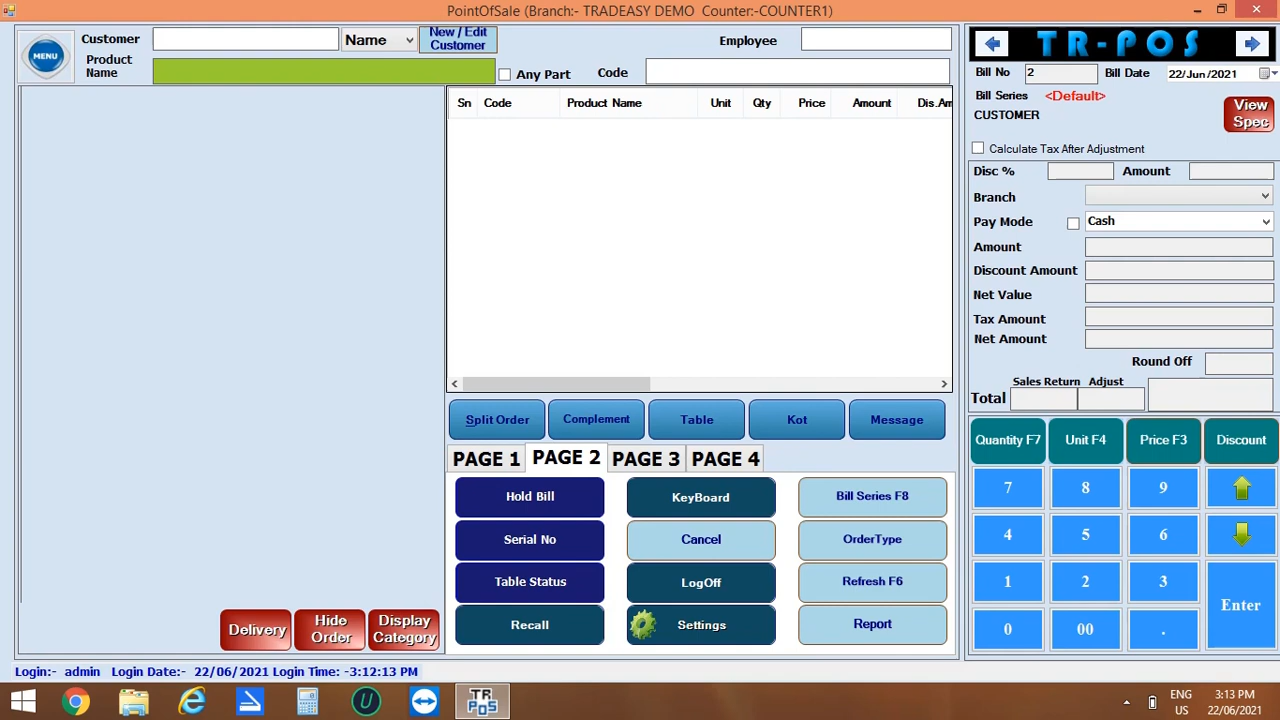 PointOfSale (Branch:- TRADEASY DEMO Counter:-COUNTER1)
Customer
Name
New / Edit
Customer
Employee
MENU
Product
Name
Any Part
Code
Sn Code Product Name Unit Qty Price Amount Dis.Am
Split Order Complement Table Kot Message
PAGE 1 PAGE 2 PAGE 3 PAGE 4
Hold Bill KeyBoard Bill Series F8
Serial No Cancel OrderType
Table Status LogOff Refresh F6
Recall Settings Report
Delivery
Hide
Order
Display
Category
TR-POS
Bill No 2 Bill Date 22/Jun/2021
Bill Series <Default>
CUSTOMER
View
Spec
Calculate Tax After Adjustment
Disc % Amount
Branch
Pay Mode Cash
Amount
Discount Amount
Net Value
Tax Amount
Net Amount
Round Off
Sales Return Adjust
Total
Quantity F7 Unit F4 Price F3 Discount
7 8 9
4 5 6
1 2 3
Enter
0 00 .
Login:- admin Login Date:- 22/06/2021 Login Time: -3:12:13 PM
TR
POS
ENG
US
3:13 PM
22/06/2021